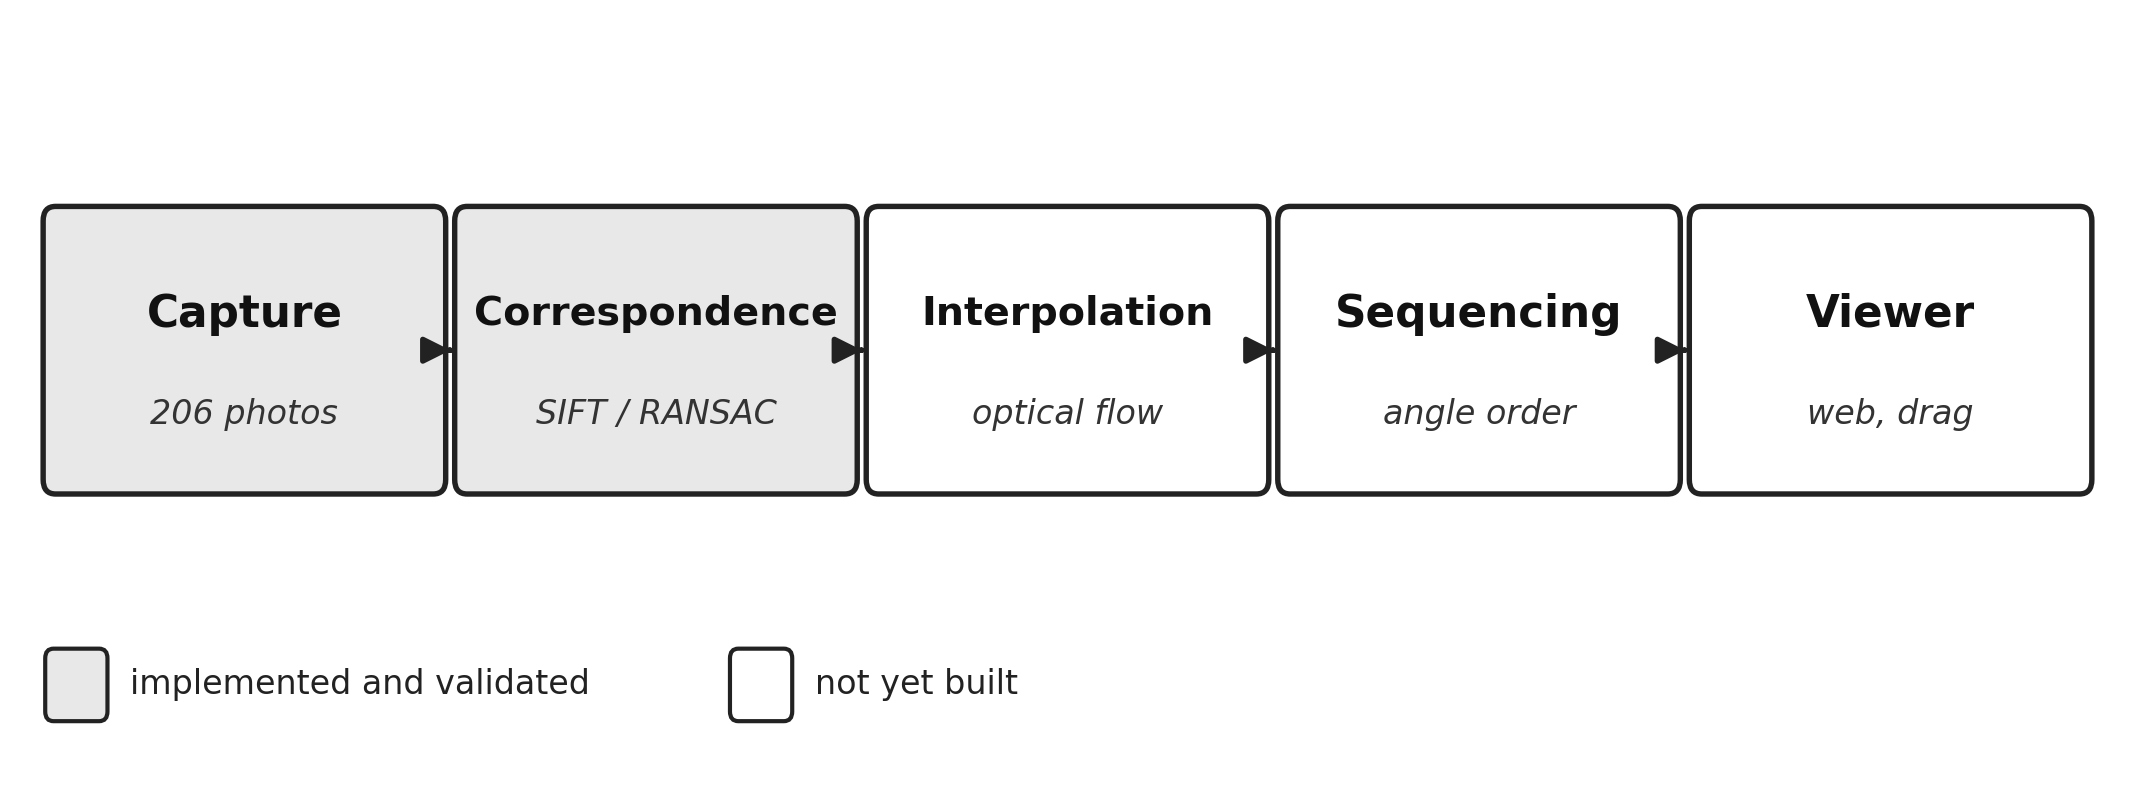 Capture
206 photos
Correspondence
SIFT / RANSAC
Interpolation
optical flow
Sequencing
angle order
Viewer
web, drag
implemented and validated
not yet built